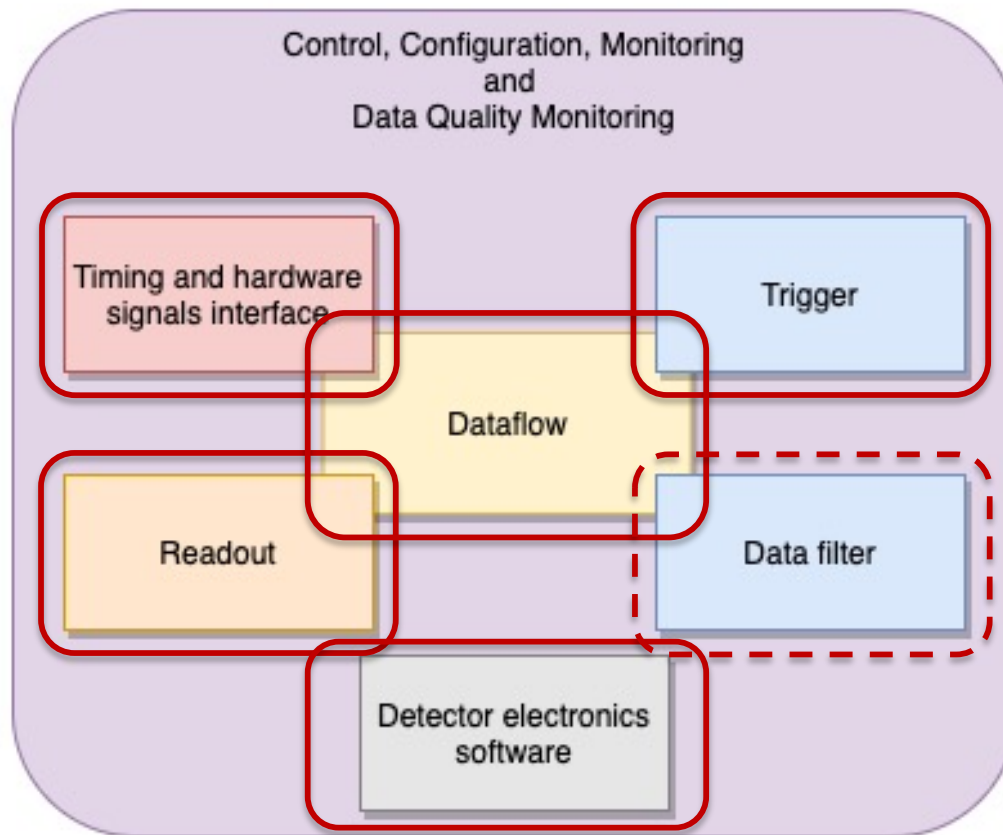 Control, Configuration, Monitoring
and
Data Quality Monitoring
Timing and hardware
signals interface
Trigger
Dataflow
Readout
Data filter
Detector electronics
software